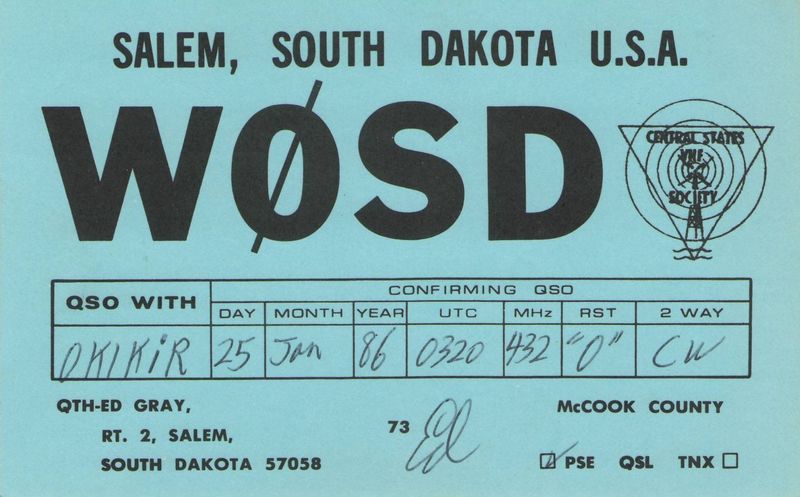 SALEM, SOUTH DAKOTA U.S.A.
WØSD
CENTRAL STATES
VHF
SOCIETY
QSO WITH
CONFIRMING QSO
DAY MONTH YEAR UTC MHz RST 2 WAY
OK1KIR 25 Jan 86 0320 432 "O" CW
QTH-ED GRAY,
RT. 2, SALEM,
SOUTH DAKOTA 57058
73 Ed
McCOOK COUNTY
PSE QSL TNX